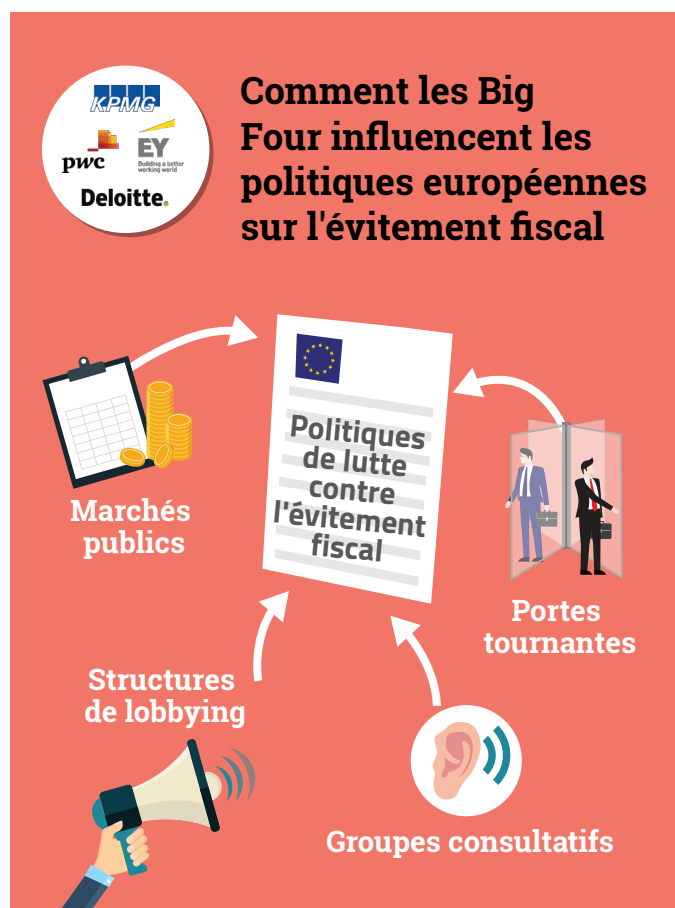 KPMG
pwc
EY
Building a better
working world
Deloitte.
Comment les Big
Four influencent les
politiques européennes
sur l'évitement fiscal
Politiques
de lutte
contre
l'évitement
fiscal
Marchés
publics
Portes
tournantes
Structures
de lobbying
Groupes consultatifs